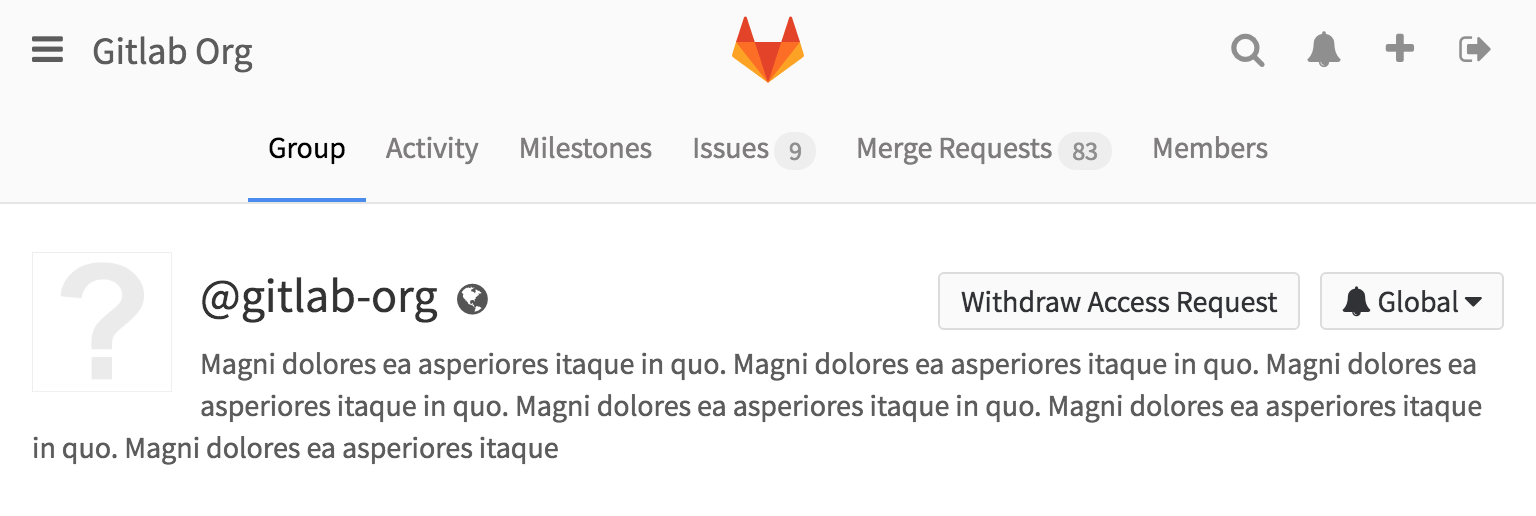 Gitlab Org
Group Activity Milestones Issues 9 Merge Requests 83 Members
@gitlab-org
Withdraw Access Request Global
Magni dolores ea asperiores itaque in quo. Magni dolores ea asperiores itaque in quo. Magni dolores ea
asperiores itaque in quo. Magni dolores ea asperiores itaque in quo. Magni dolores ea asperiores itaque
in quo. Magni dolores ea asperiores itaque